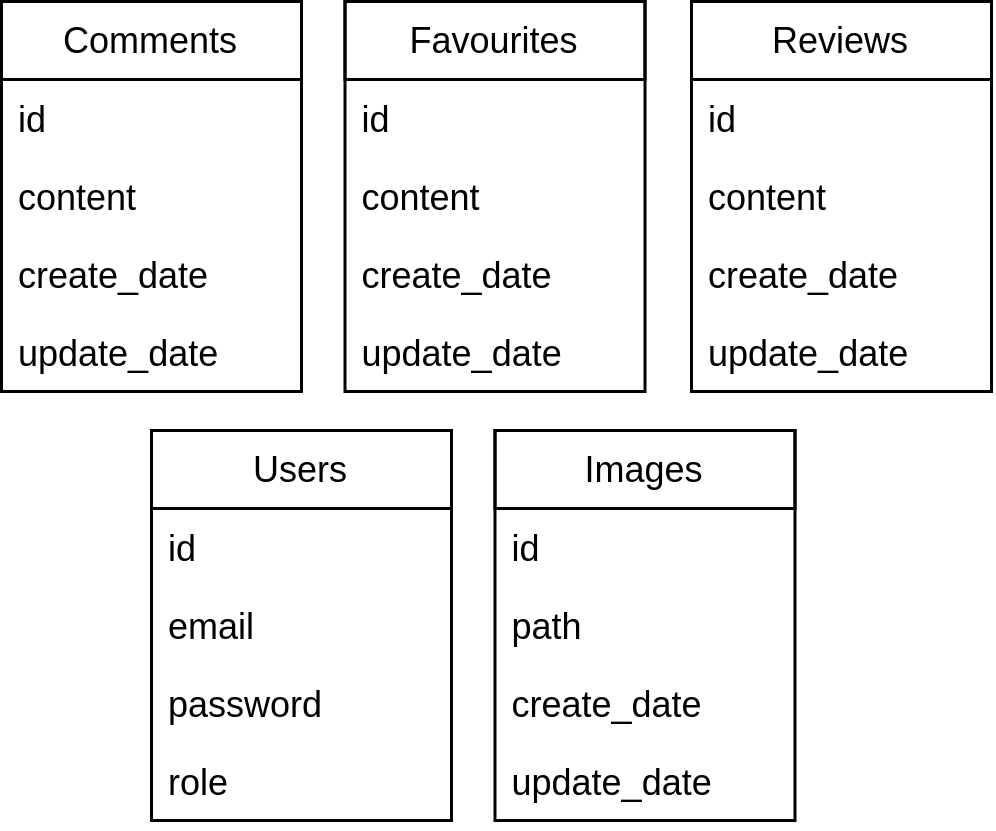 Comments
id
content
create_date
update_date
Favourites
id
content
create_date
update_date
Reviews
id
content
create_date
update_date
Users
id
email
password
role
Images
id
path
create_date
update_date